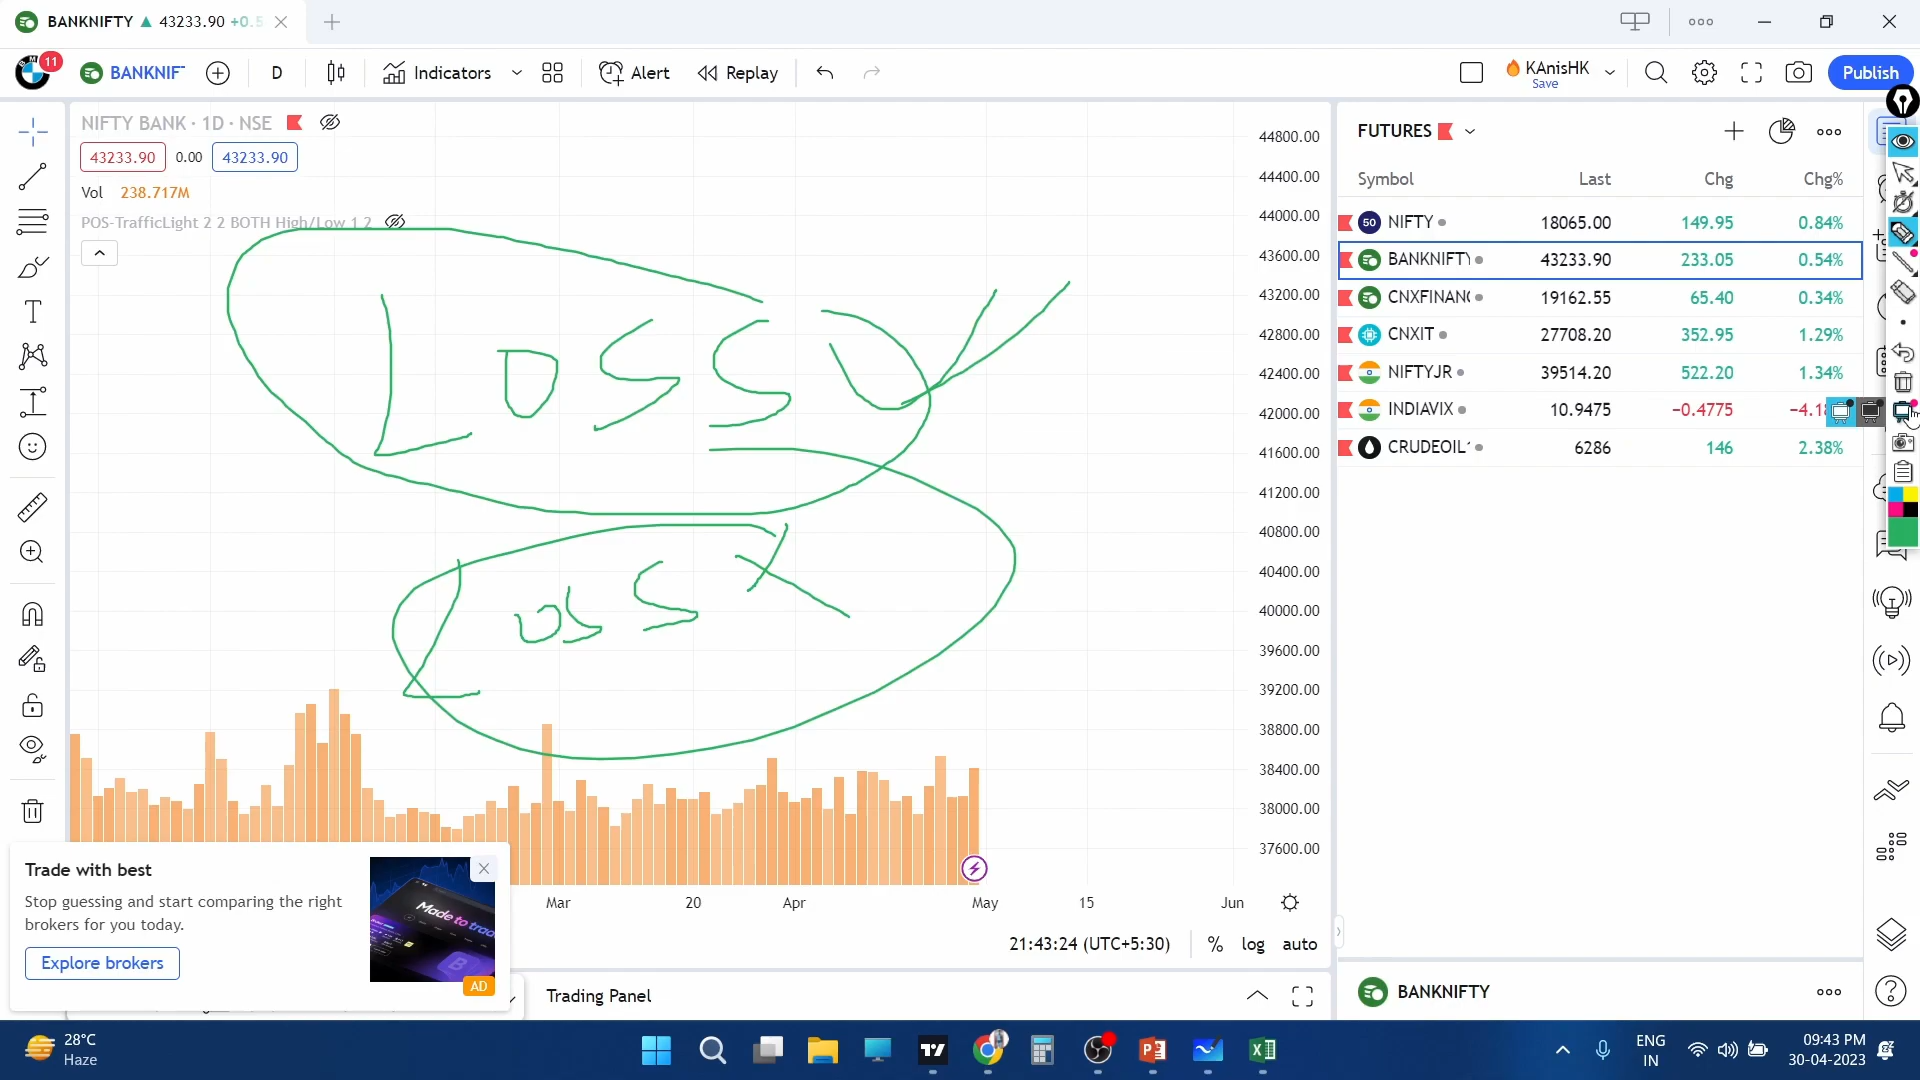 BANKNIFTY ▲ 43233.90 +0.5
11 BANKNIF D Indicators Alert Replay KAnisHK Save Publish
NIFTY BANK · 1D · NSE
43233.90 0.00 43233.90
Vol 238.717M
POS-TrafficLight 2 2 BOTH High/Low 1 2
LOSS ✓
LOSS X
44800.00
44400.00
44000.00
43600.00
43200.00
42800.00
42400.00
42000.00
41600.00
41200.00
40800.00
40400.00
40000.00
39600.00
39200.00
38800.00
38400.00
38000.00
37600.00
Mar 20 Apr May 15 Jun
21:43:24 (UTC+5:30) % log auto
Trade with best
Stop guessing and start comparing the right
brokers for you today.
Explore brokers
Made to trad
AD
Trading Panel
FUTURES
Symbol Last Chg Chg%
50 NIFTY 18065.00 149.95 0.84%
BANKNIFTY 43233.90 233.05 0.54%
CNXFINAN 19162.55 65.40 0.34%
CNXIT 27708.20 352.95 1.29%
NIFTYJR 39514.20 522.20 1.34%
INDIAVIX 10.9475 −0.4775 −4.1
CRUDEOIL 6286 146 2.38%
BANKNIFTY
28°C
Haze
ENG
IN
09:43 PM
30-04-2023